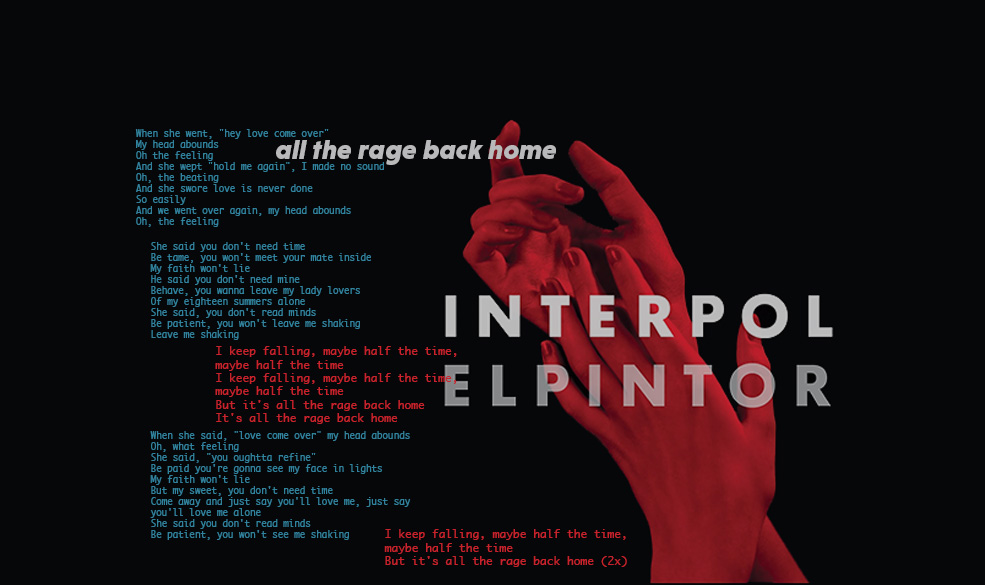 all the rage back home
When she went, "hey love come over"
My head abounds
Oh the feeling
And she wept "hold me again", I made no sound
Oh, the beating
And she swore love is never done
So easily
And we went over again, my head abounds
Oh, the feeling
She said you don't need time
Be tame, you won't meet your mate inside
My faith won't lie
He said you don't need mine
Behave, you wanna leave my lady lovers
Of my eighteen summers alone
She said, you don't read minds
Be patient, you won't leave me shaking
Leave me shaking
I keep falling, maybe half the time,
maybe half the time
I keep falling, maybe half the time,
maybe half the time
But it's all the rage back home
It's all the rage back home
When she said, "love come over" my head abounds
Oh, what feeling
She said, "you oughtta refine"
Be paid you're gonna see my face in lights
My faith won't lie
But my sweet, you don't need time
Come away and just say you'll love me, just say
you'll love me alone
She said you don't read minds
Be patient, you won't see me shaking
I keep falling, maybe half the time,
maybe half the time
But it's all the rage back home (2x)
INTERPOL
ELPINTOR